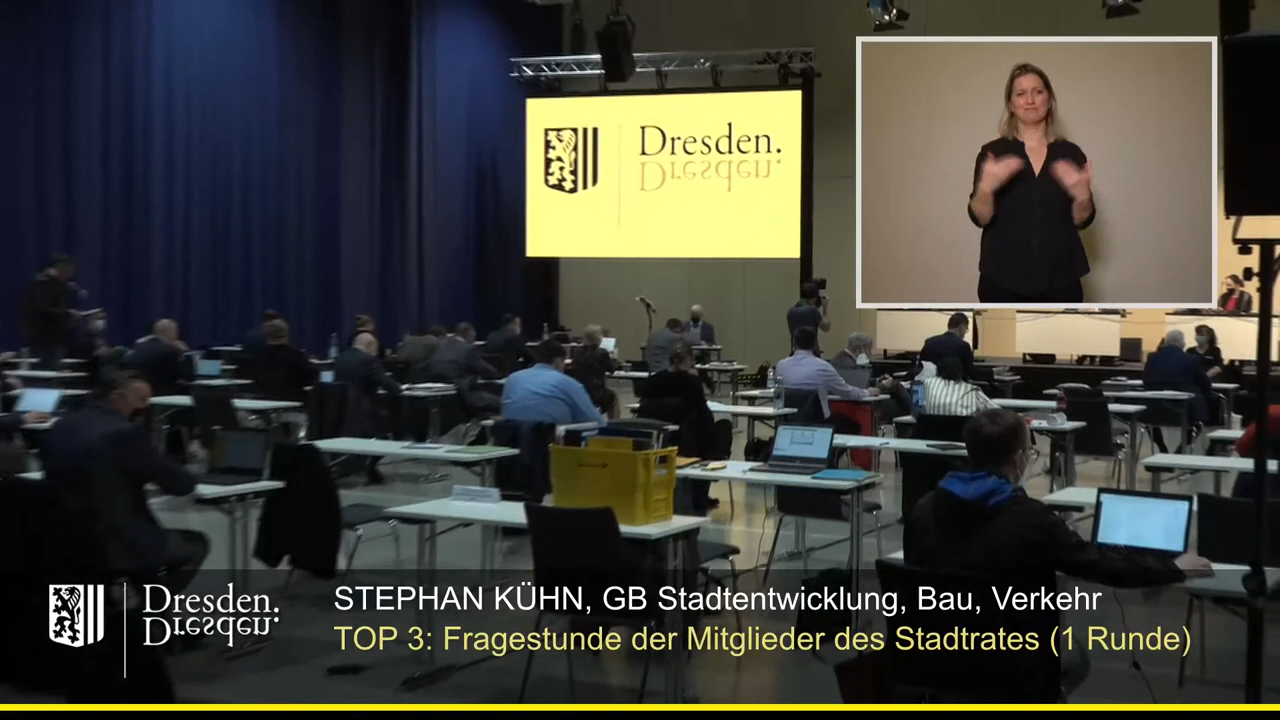 Dresden.
Dresden.
Dresden.
Dresden.
STEPHAN KÜHN, GB Stadtentwicklung, Bau, Verkehr
TOP 3: Fragestunde der Mitglieder des Stadtrates (1 Runde)